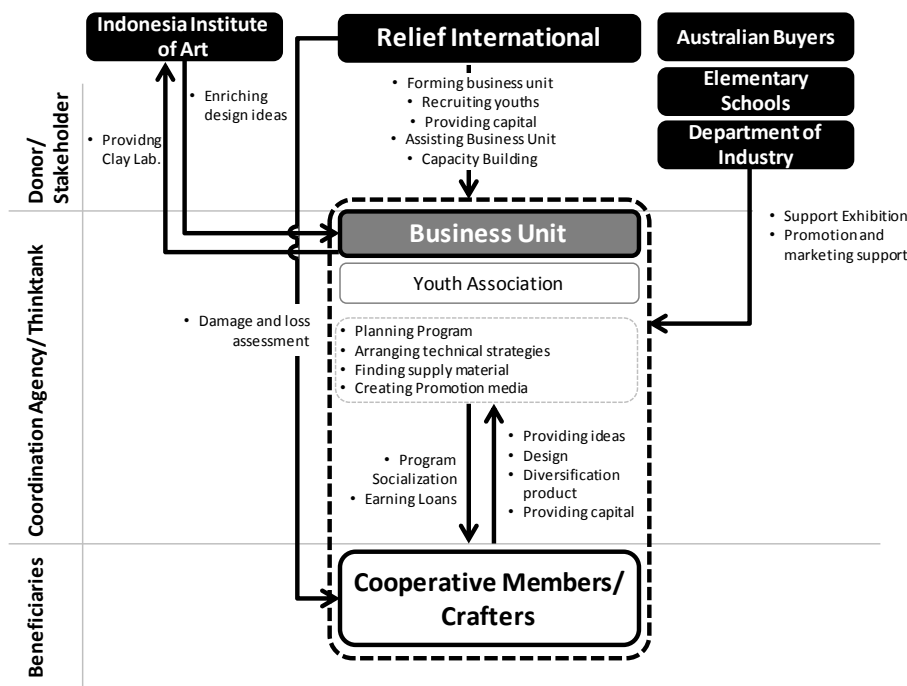 Indonesia Institute
of Art
Relief International
Australian Buyers
Elementary
Schools
Department of
Industry
Donor/
Stakeholder
• Enriching
design ideas
• Providng
Clay Lab.
• Forming business unit
• Recruiting youths
• Providing capital
• Assisting Business Unit
• Capacity Building
• Support Exhibition
• Promotion and
marketing support
Coordination Agency/Thinktank
Business Unit
Youth Association
• Damage and loss
assessment
• Planning Program
• Arranging technical strategies
• Finding supply material
• Creating Promotion media
• Program
Socialization
• Earning Loans
• Providing ideas
• Design
• Diversification
product
• Providing capital
Beneficiaries
Cooperative Members/
Crafters